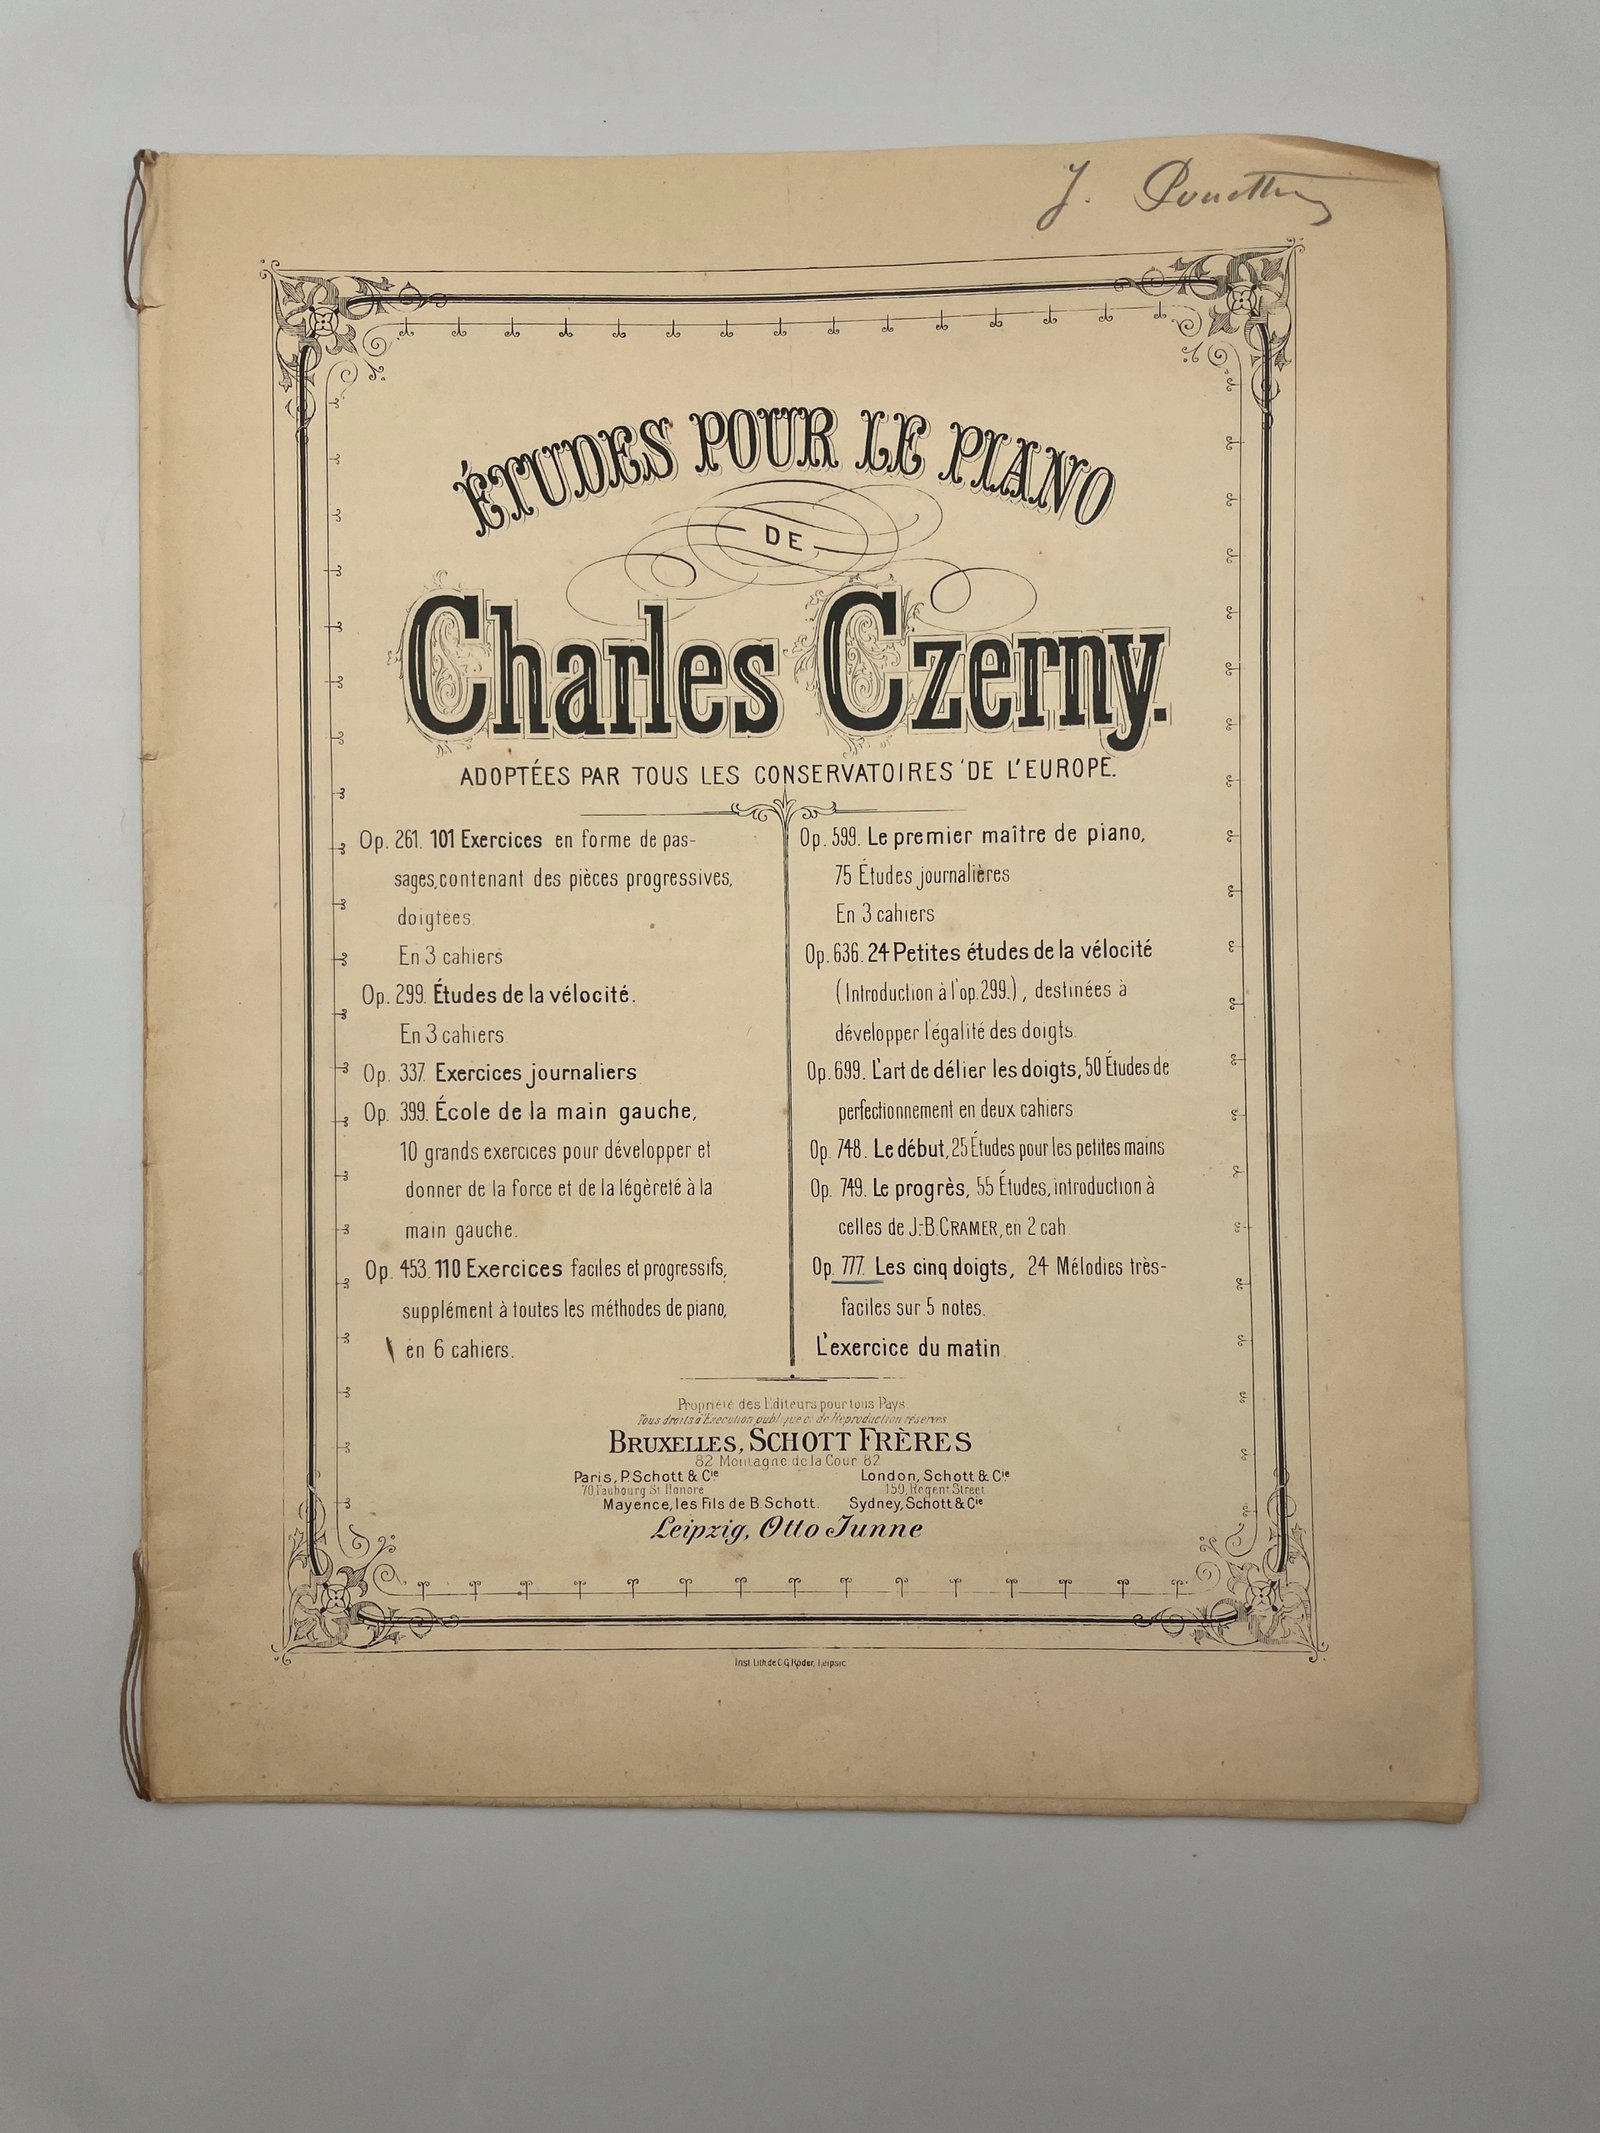 J.
ÉTUDES POUR LE PIANO
DE
Charles Czerny.
ADOPTÉES PAR TOUS LES CONSERVATOIRES DE L'EUROPE.
Op. 261. 101 Exercices en forme de pas-
sages, contenant des pièces progressives,
doigtées.
En 3 cahiers
Op. 299. Études de la vélocité.
En 3 cahiers
Op. 337. Exercices journaliers
Op. 399. École de la main gauche,
10 grands exercices pour développer et
donner de la force et de la légèreté à la
main gauche.
Op. 453. 110 Exercices faciles et progressifs,
supplément à toutes les méthodes de piano,
en 6 cahiers.
Op. 599. Le premier maître de piano,
75 Études journalières
En 3 cahiers
Op. 636. 24 Petites études de la vélocité
(Introduction à l'op. 299.), destinées à
développer l'égalité des doigts.
Op. 699. L'art de délier les doigts, 50 Études de
perfectionnement en deux cahiers
Op. 748. Le début, 25 Études pour les petites mains
Op. 749. Le progrès, 55 Études, introduction à
celles de J.-B. CRAMER, en 2 cah.
Op. 777. Les cinq doigts, 24 Mélodies très-
faciles sur 5 notes.
L'exercice du matin
Propriété des Editeurs pour tous Pays.
Tous droits d'Execution publique et de Reproduction réservés
BRUXELLES, SCHOTT FRÈRES
82 Montagne de la Cour 82
Paris, P. Schott & Cie London, Schott & Cie
70, Faubourg St Honoré 159, Regent Street
Mayence, les Fils de B. Schott. Sydney, Schott & Cie
Leipzig, Otto Junne
Inst. Lith. de C. G. Röder, Leipsic